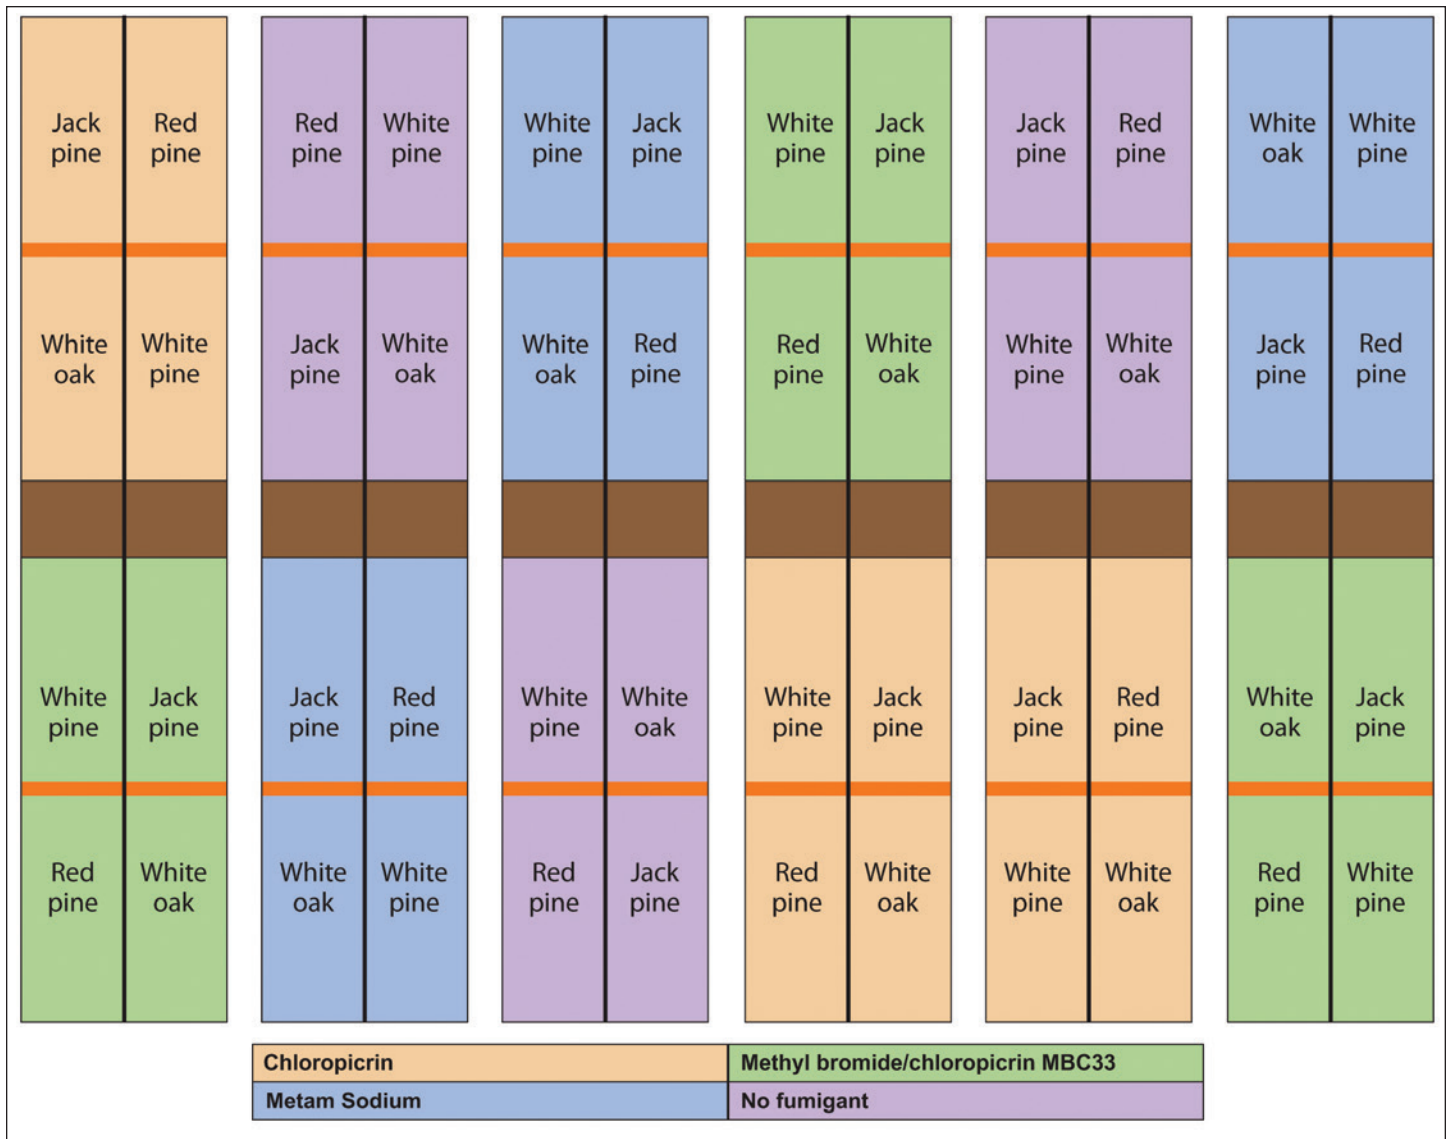 Jack Red Red White White Jack White Jack Jack Red White White
pine pine pine pine pine pine pine pine pine pine oak pine
White White Jack White White Red Red White White White Jack Red
oak pine pine oak oak pine pine oak pine oak pine pine
White Jack Jack Red White White White Jack Jack Red White Jack
pine pine pine pine pine oak pine pine pine pine oak pine
Red White White White Red Jack Red White White White Red White
pine oak oak pine pine pine pine oak pine oak pine pine
Chloropicrin Methyl bromide/chloropicrin MBC33
Metam Sodium No fumigant